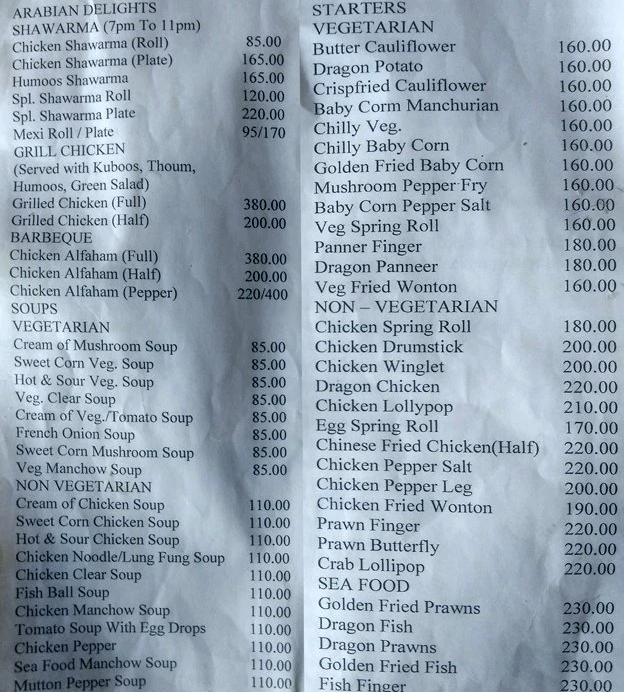 ARABIAN DELIGHTS
SHAWARMA (7pm To 11pm)
Chicken Shawarma (Roll) 85.00
Chicken Shawarma (Plate) 165.00
Humoos Shawarma 165.00
Spl. Shawarma Roll 120.00
Spl. Shawarma Plate 220.00
Mexi Roll / Plate 95/170
GRILL CHICKEN
(Served with Kuboos, Thoum,
Humoos, Green Salad)
Grilled Chicken (Full) 380.00
Grilled Chicken (Half) 200.00
BARBEQUE
Chicken Alfaham (Full) 380.00
Chicken Alfaham (Half) 200.00
Chicken Alfaham (Pepper) 220/400
SOUPS
VEGETARIAN
Cream of Mushroom Soup 85.00
Sweet Corn Veg. Soup 85.00
Hot & Sour Veg. Soup 85.00
Veg. Clear Soup 85.00
Cream of Veg./Tomato Soup 85.00
French Onion Soup 85.00
Sweet Corn Mushroom Soup 85.00
Veg Manchow Soup 85.00
NON VEGETARIAN
Cream of Chicken Soup 110.00
Sweet Corn Chicken Soup 110.00
Hot & Sour Chicken Soup 110.00
Chicken Noodle/Lung Fung Soup 110.00
Chicken Clear Soup 110.00
Fish Ball Soup 110.00
Chicken Manchow Soup 110.00
Tomato Soup With Egg Drops 110.00
Chicken Pepper 110.00
Sea Food Manchow Soup 110.00
Mutton Pepper Soup 110.00
STARTERS
VEGETARIAN
Butter Cauliflower 160.00
Dragon Potato 160.00
Crispfried Cauliflower 160.00
Baby Corm Manchurian 160.00
Chilly Veg. 160.00
Chilly Baby Corn 160.00
Golden Fried Baby Corn 160.00
Mushroom Pepper Fry 160.00
Baby Corn Pepper Salt 160.00
Veg Spring Roll 160.00
Panner Finger 180.00
Dragon Panneer 180.00
Veg Fried Wonton 160.00
NON – VEGETARIAN
Chicken Spring Roll 180.00
Chicken Drumstick 200.00
Chicken Winglet 200.00
Dragon Chicken 220.00
Chicken Lollypop 210.00
Egg Spring Roll 170.00
Chinese Fried Chicken(Half) 220.00
Chicken Pepper Salt 220.00
Chicken Pepper Leg 200.00
Chicken Fried Wonton 190.00
Prawn Finger 220.00
Prawn Butterfly 220.00
Crab Lollipop 220.00
SEA FOOD
Golden Fried Prawns 230.00
Dragon Fish 230.00
Dragon Prawns 230.00
Golden Fried Fish 230.00
Fish Finger 230.00